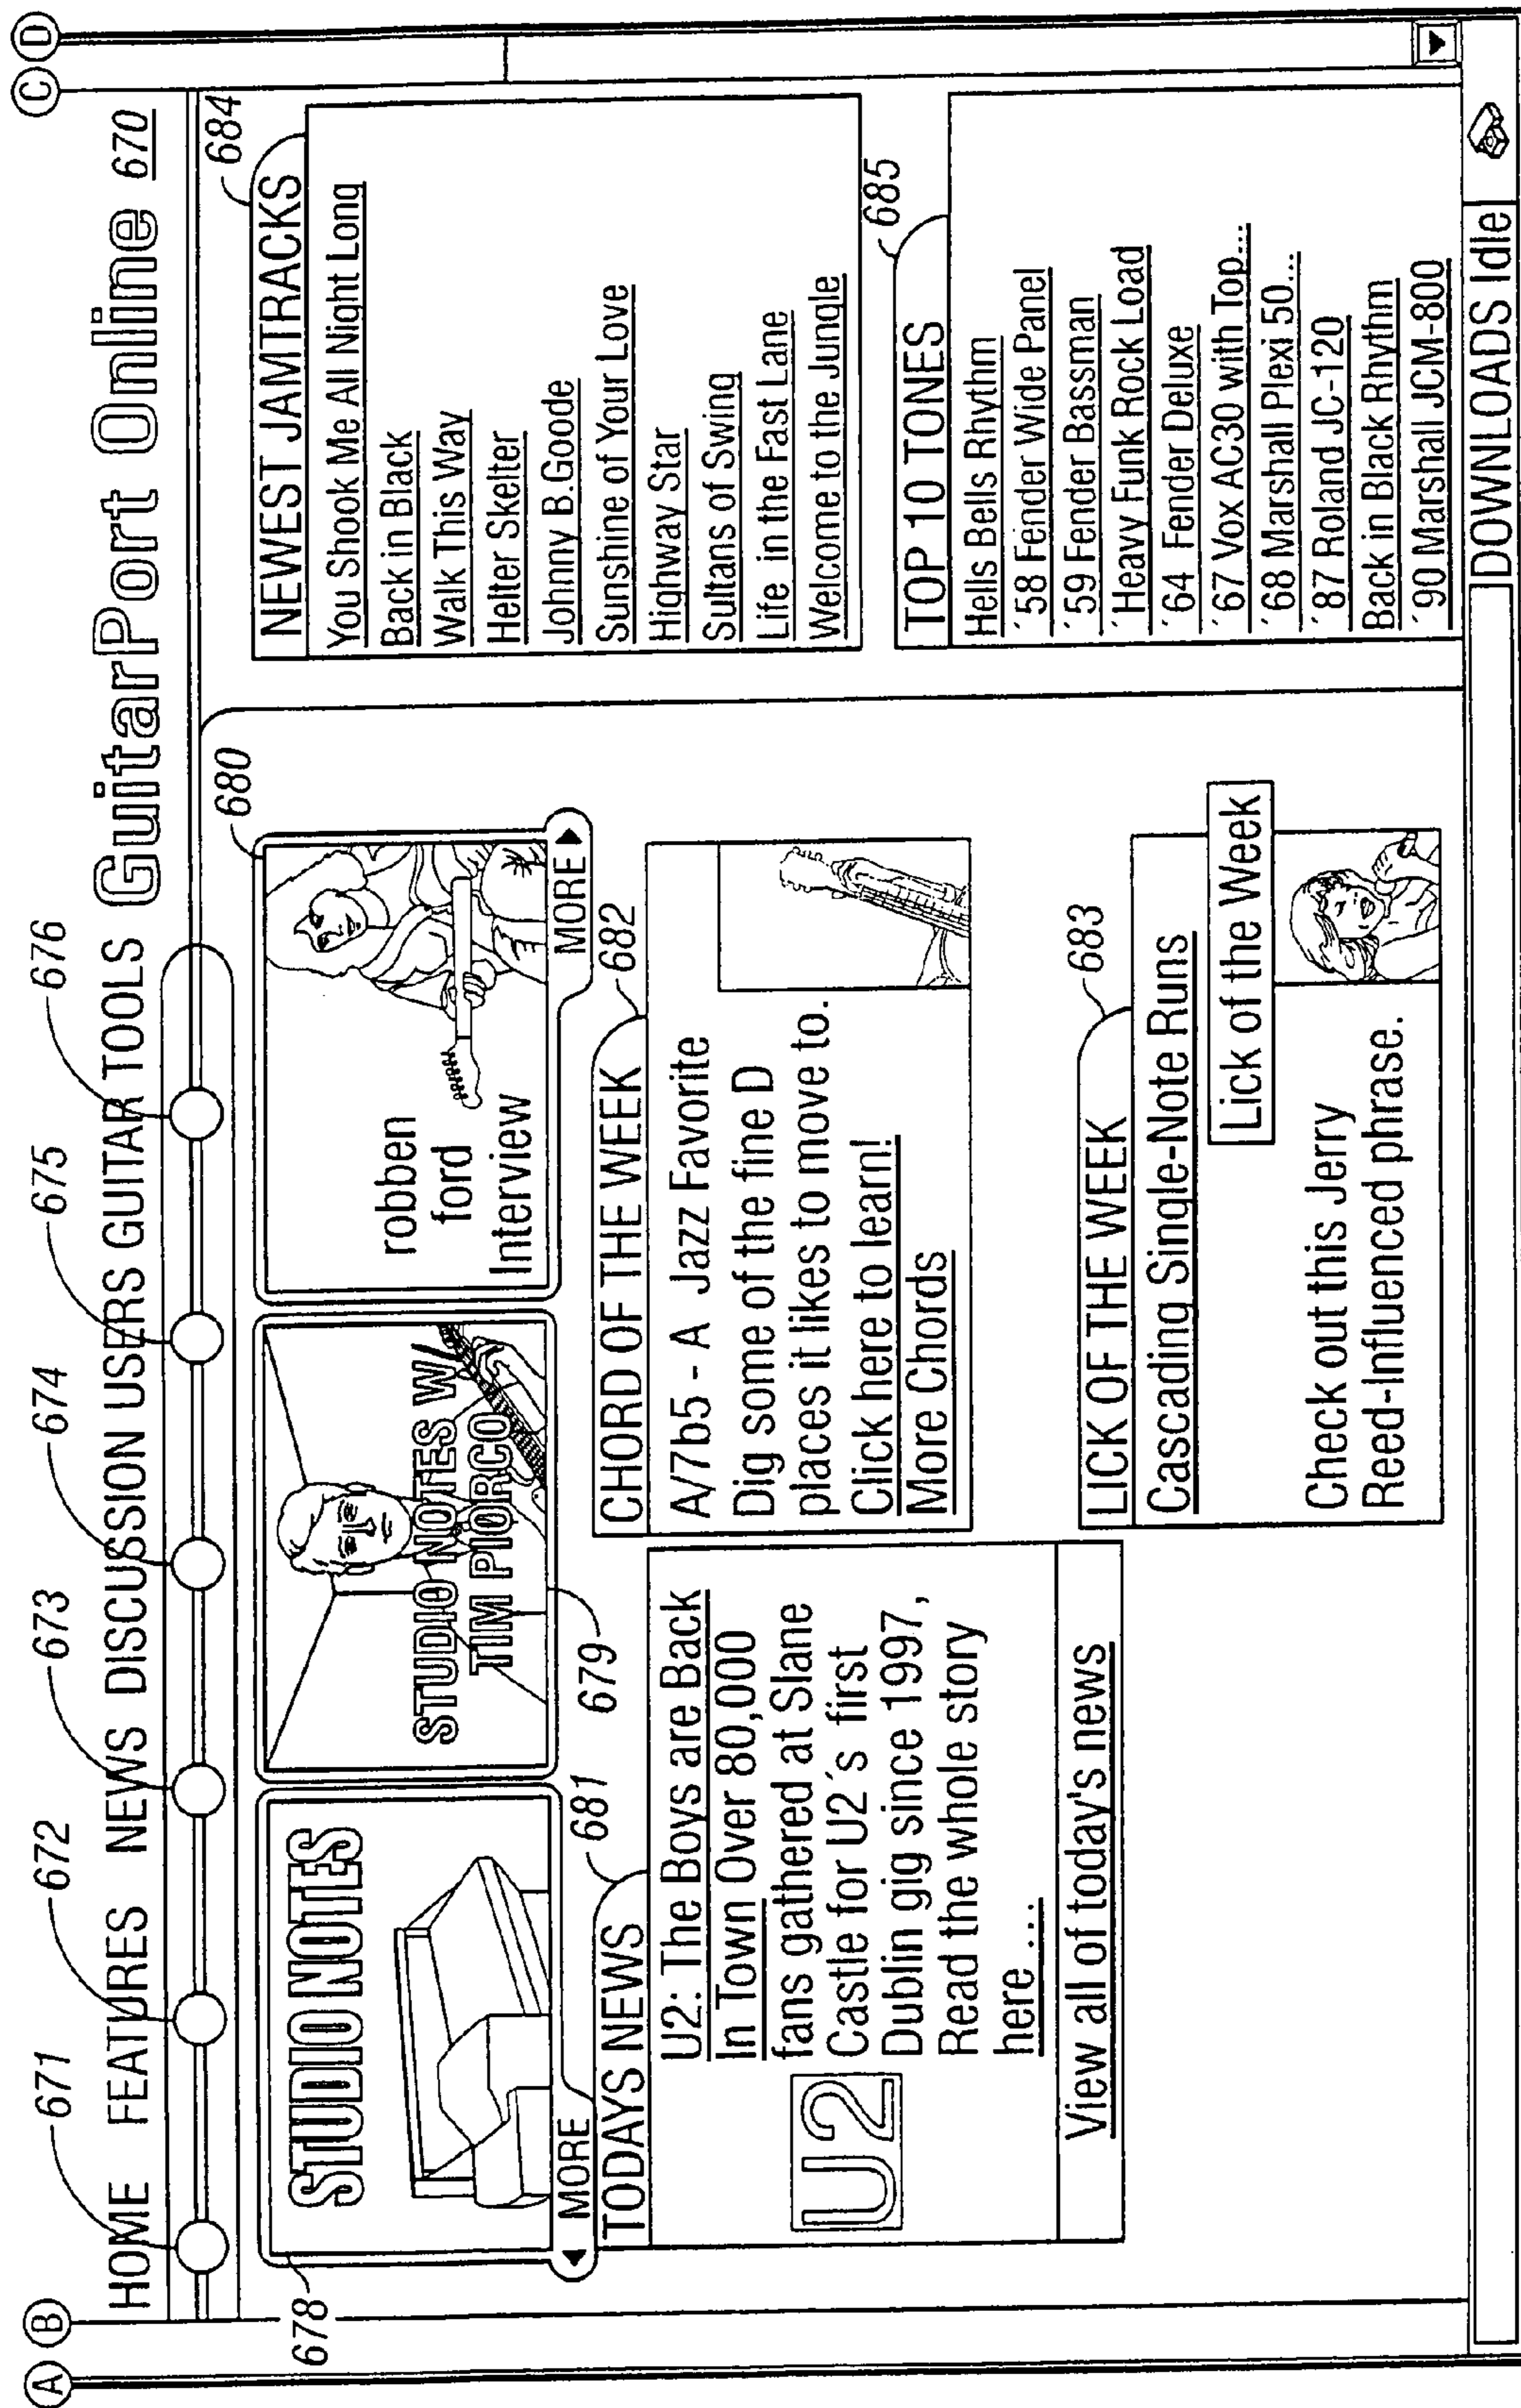 A B
C D
671 672 673 674 675 676
HOME FEATURES NEWS DISCUSSION USERS GUITAR TOOLS GuitarPort Online 670
678
STUDIO NOTES
MORE
STUDIO NOTES W/
TIM PIORCO
679
680
robben
ford
Interview
MORE
681
TODAYS NEWS
U2
U2: The Boys are Back
In Town Over 80,000
fans gathered at Slane
Castle for U2´s first
Dublin gig since 1997,
Read the whole story
here ....
View all of today's news
682
CHORD OF THE WEEK
A/7b5 - A Jazz Favorite
Dig some of the fine D
places it likes to move to.
Click here to learn!
More Chords
683
LICK OF THE WEEK
Cascading Single-Note Runs
Lick of the Week
Check out this Jerry
Reed-Influenced phrase.
684
NEWEST JAMTRACKS
You Shook Me All Night Long
Back in Black
Walk This Way
Helter Skelter
Johnny B.Goode
Sunshine of Your Love
Highway Star
Sultans of Swing
Life in the Fast Lane
Welcome to the Jungle
685
TOP 10 TONES
Hells Bells Rhythm
´58 Fender Wide Panel
´59 Fender Bassman
´Heavy Funk Rock Load
´64 Fender Deluxe
´67 Vox AC30 with Top...
´68 Marshall Plexi 50...
´87 Roland JC-120
Back in Black Rhythm
´90 Marshall JCM-800
DOWNLOADS Idle